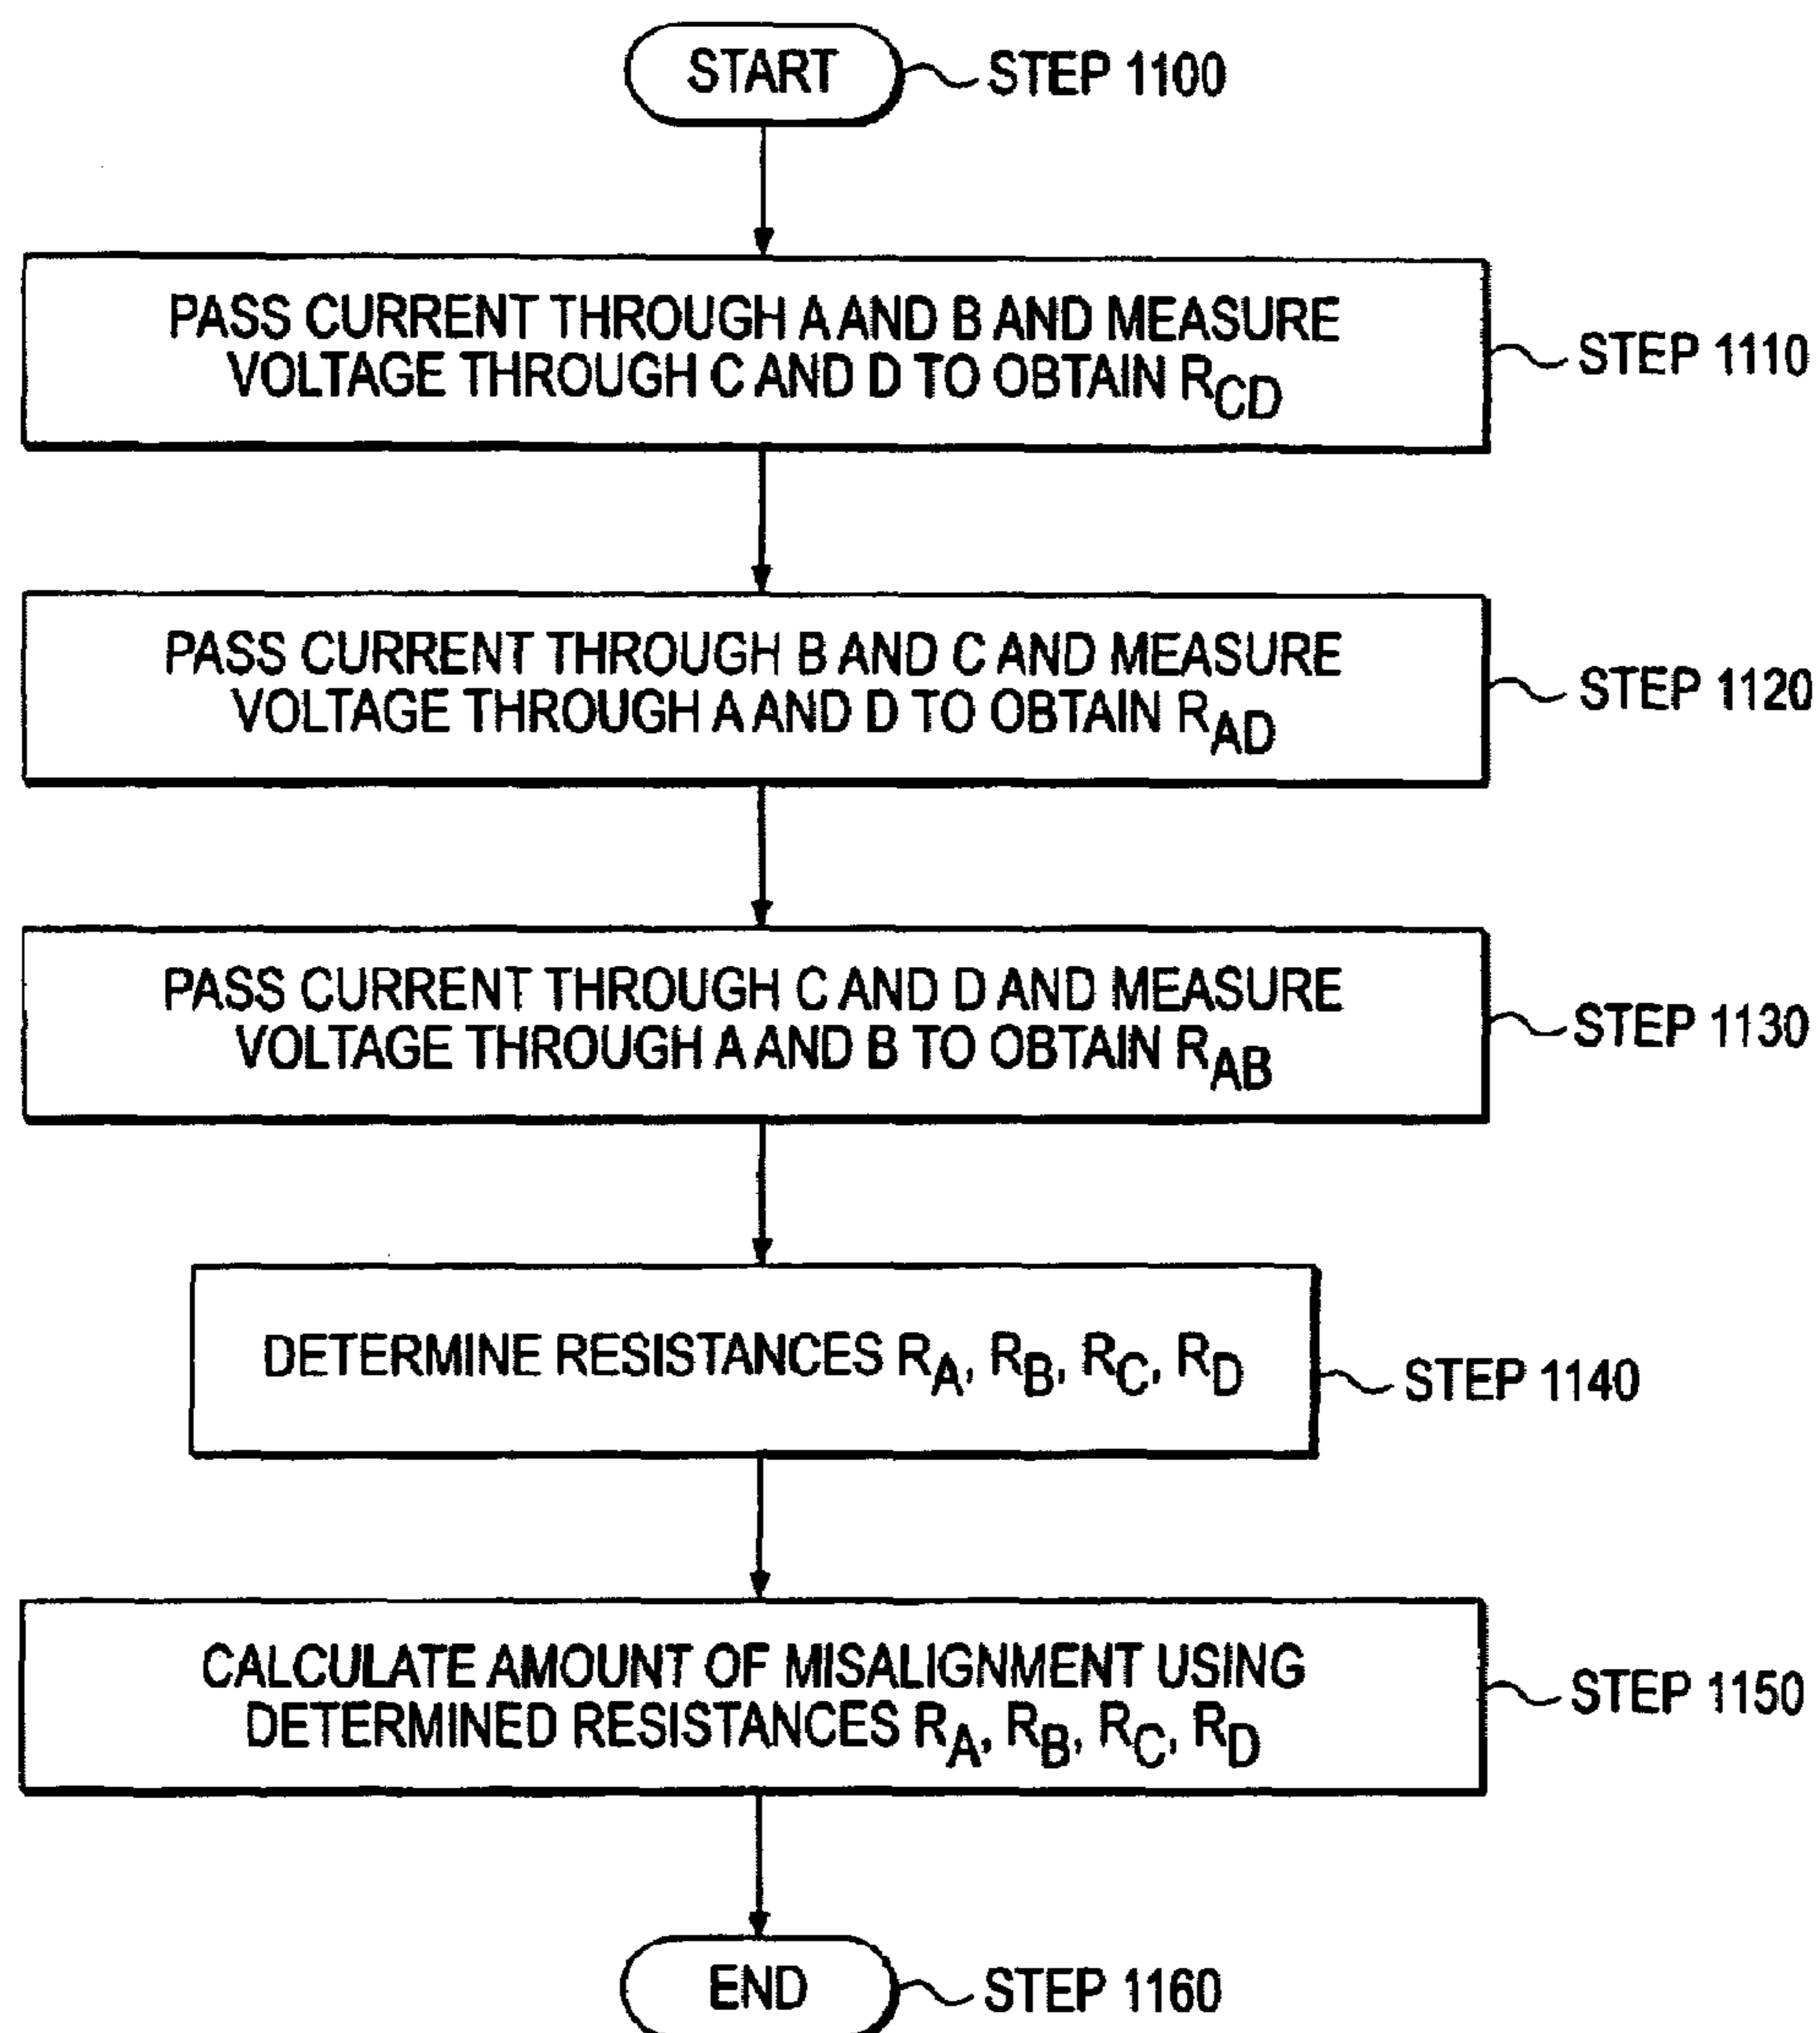 START
STEP 1100
PASS CURRENT THROUGH A AND B AND MEASURE
VOLTAGE THROUGH C AND D TO OBTAIN RCD
STEP 1110
PASS CURRENT THROUGH B AND C AND MEASURE
VOLTAGE THROUGH A AND D TO OBTAIN RAD
STEP 1120
PASS CURRENT THROUGH C AND D AND MEASURE
VOLTAGE THROUGH A AND B TO OBTAIN RAB
STEP 1130
DETERMINE RESISTANCES RA, RB, RC, RD
STEP 1140
CALCULATE AMOUNT OF MISALIGNMENT USING
DETERMINED RESISTANCES RA, RB, RC, RD
STEP 1150
END
STEP 1160